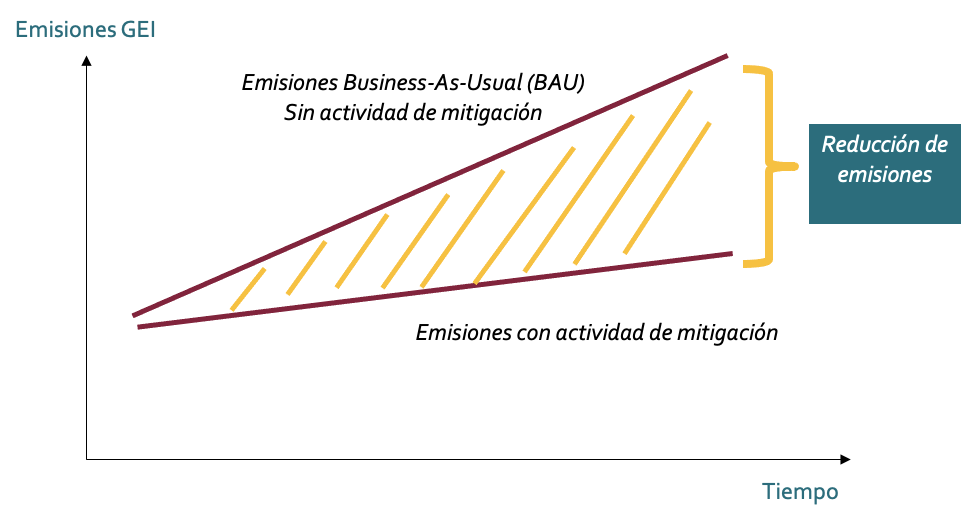 Emisiones GEI
Emisiones Business-As-Usual (BAU)
Sin actividad de mitigación
Reducción de
emisiones
Emisiones con actividad de mitigación
Tiempo